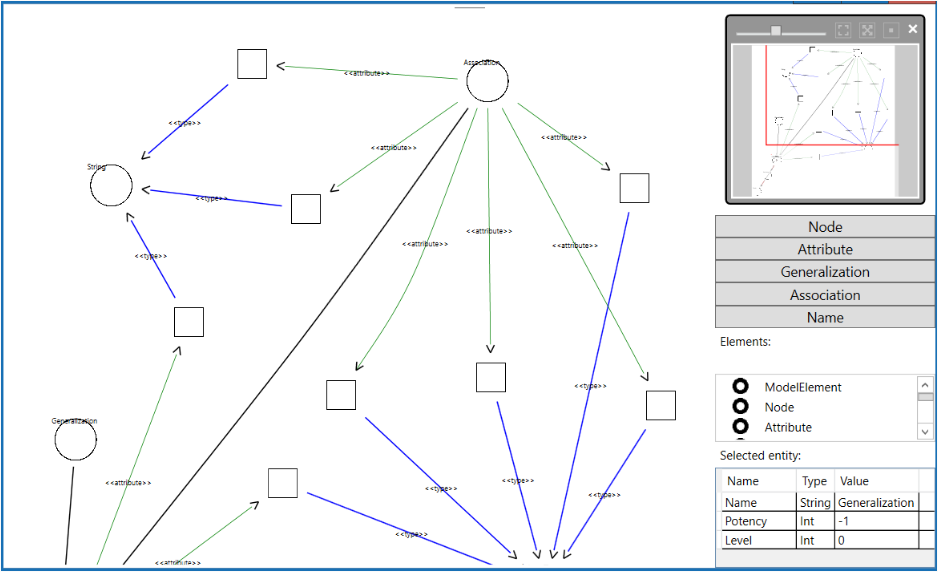 Association
<<attribute>>
<<type>>
<<attribute>>
<<attribute>>
String
<<type>>
<<attribute>>
<<attribute>>
<<attribute>>
<<type>>
<<type>>
Generalization
<<attribute>>
<<type>>
<<type>>
<<type>>
<<type>>
<<attribute>>
Node
Attribute
Generalization
Association
Name
Elements:
ModelElement
Node
Attribute
Selected entity:
Name Type Value
Name String Generalization
Potency Int -1
Level Int 0